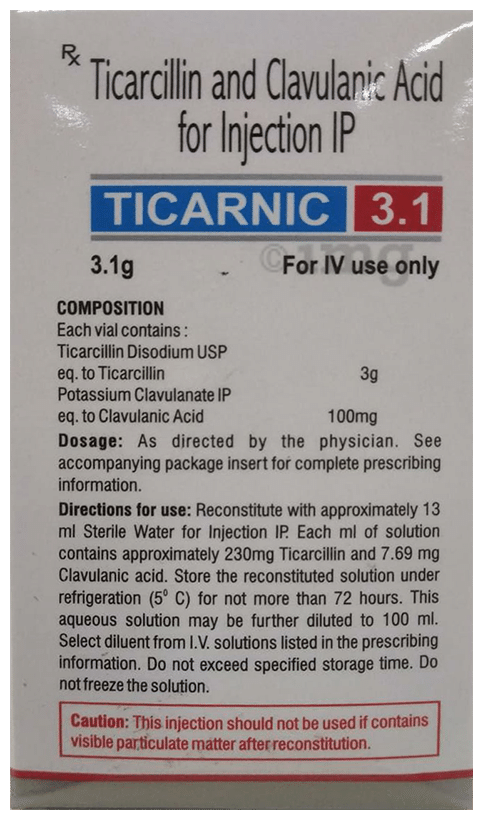 Rx Ticarcillin and Clavulanic Acid
for Injection IP
TICARNIC 3.1
©1mg
3.1g For IV use only
COMPOSITION
Each vial contains :
Ticarcillin Disodium USP
eq. to Ticarcillin 3g
Potassium Clavulanate IP
eq. to Clavulanic Acid 100mg
Dosage: As directed by the physician. See
accompanying package insert for complete prescribing
information.
Directions for use: Reconstitute with approximately 13
ml Sterile Water for Injection IP. Each ml of solution
contains approximately 230mg Ticarcillin and 7.69 mg
Clavulanic acid. Store the reconstituted solution under
refrigeration (5⁰ C) for not more than 72 hours. This
aqueous solution may be further diluted to 100 ml.
Select diluent from I.V. solutions listed in the prescribing
information. Do not exceed specified storage time. Do
not freeze the solution.
Caution: This injection should not be used if contains
visible particulate matter after reconstitution.